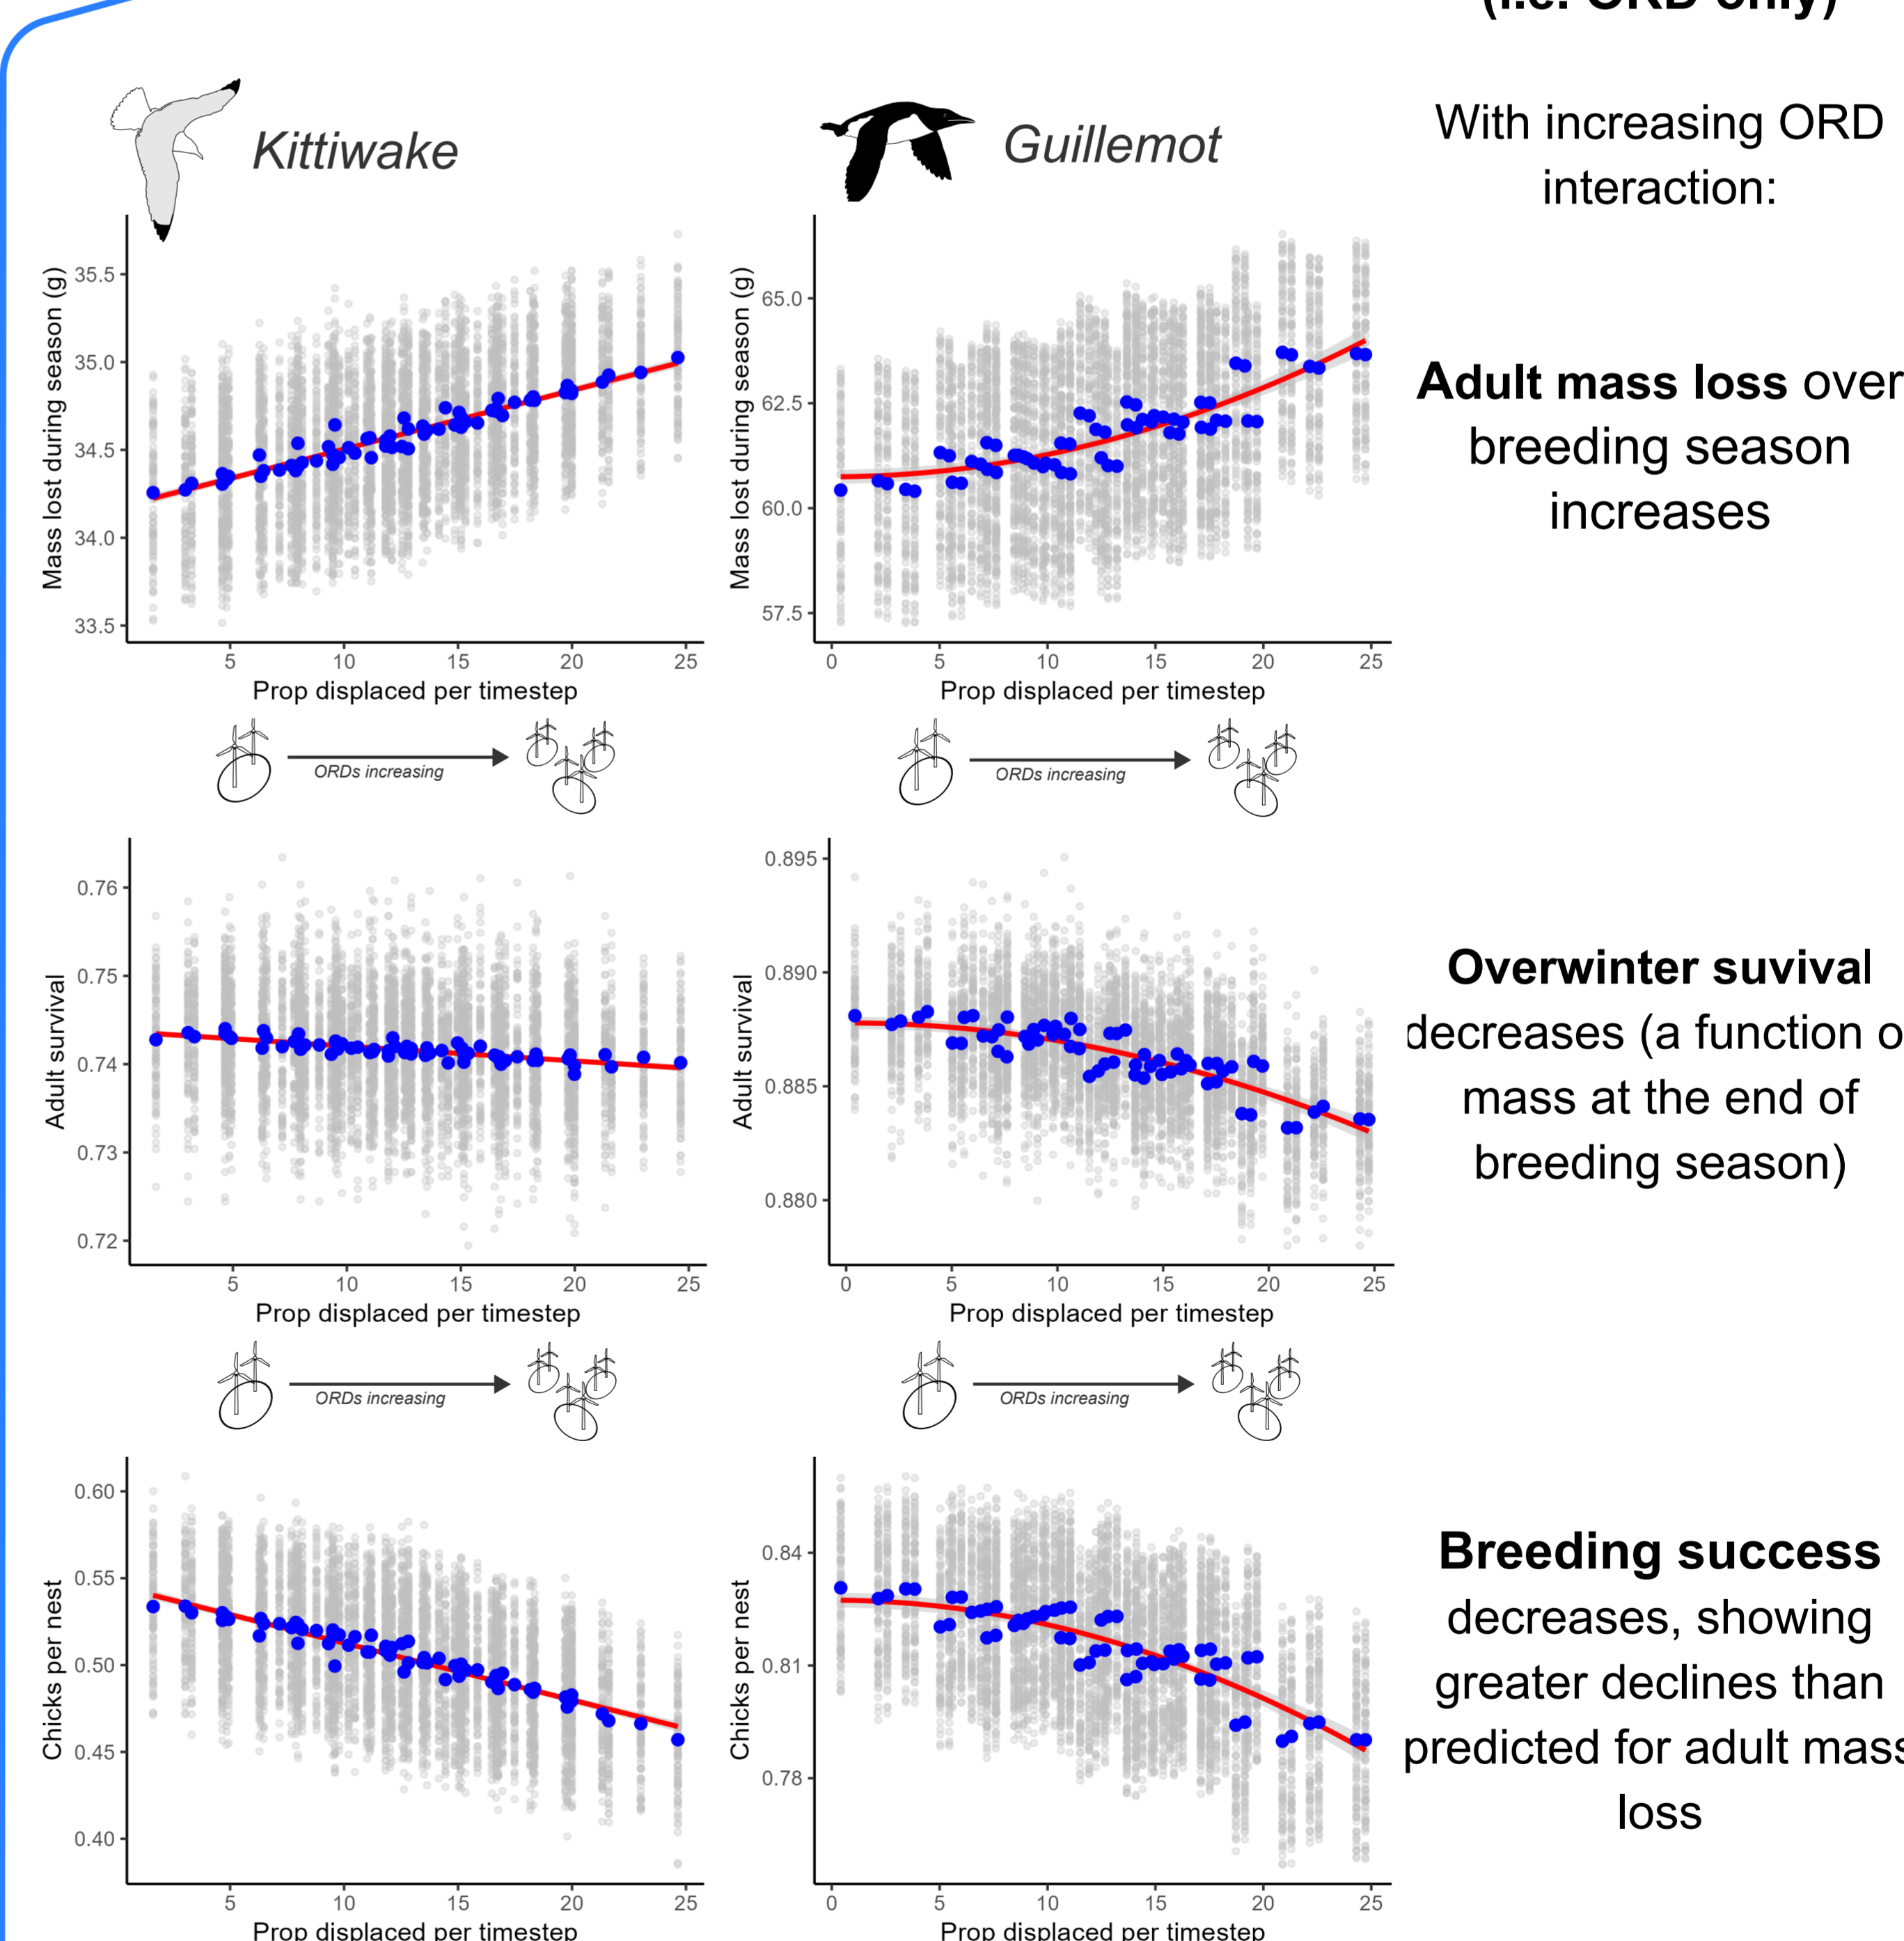 (i.e. ORD only)
Kittiwake
Guillemot
With increasing ORD
interaction:
Mass lost during season (g)
35.5
35.0
34.5
34.0
33.5
5 10 15 20 25
Prop displaced per timestep
Mass lost during season (g)
65.0
62.5
60.0
57.5
0 5 10 15 20 25
Prop displaced per timestep
Adult mass loss over
breeding season
increases
ORDs increasing
ORDs increasing
Adult survival
0.76
0.75
0.74
0.73
0.72
5 10 15 20 25
Prop displaced per timestep
Adult survival
0.895
0.890
0.885
0.880
0 5 10 15 20 25
Prop displaced per timestep
Overwinter suvival
decreases (a function o
mass at the end of
breeding season)
ORDs increasing
ORDs increasing
Chicks per nest
0.60
0.55
0.50
0.45
0.40
5 10 15 20 25
Prop displaced per timestep
Chicks per nest
0.84
0.81
0.78
0 5 10 15 20 25
Prop displaced per timestep
Breeding success
decreases, showing
greater declines than
predicted for adult mass
loss